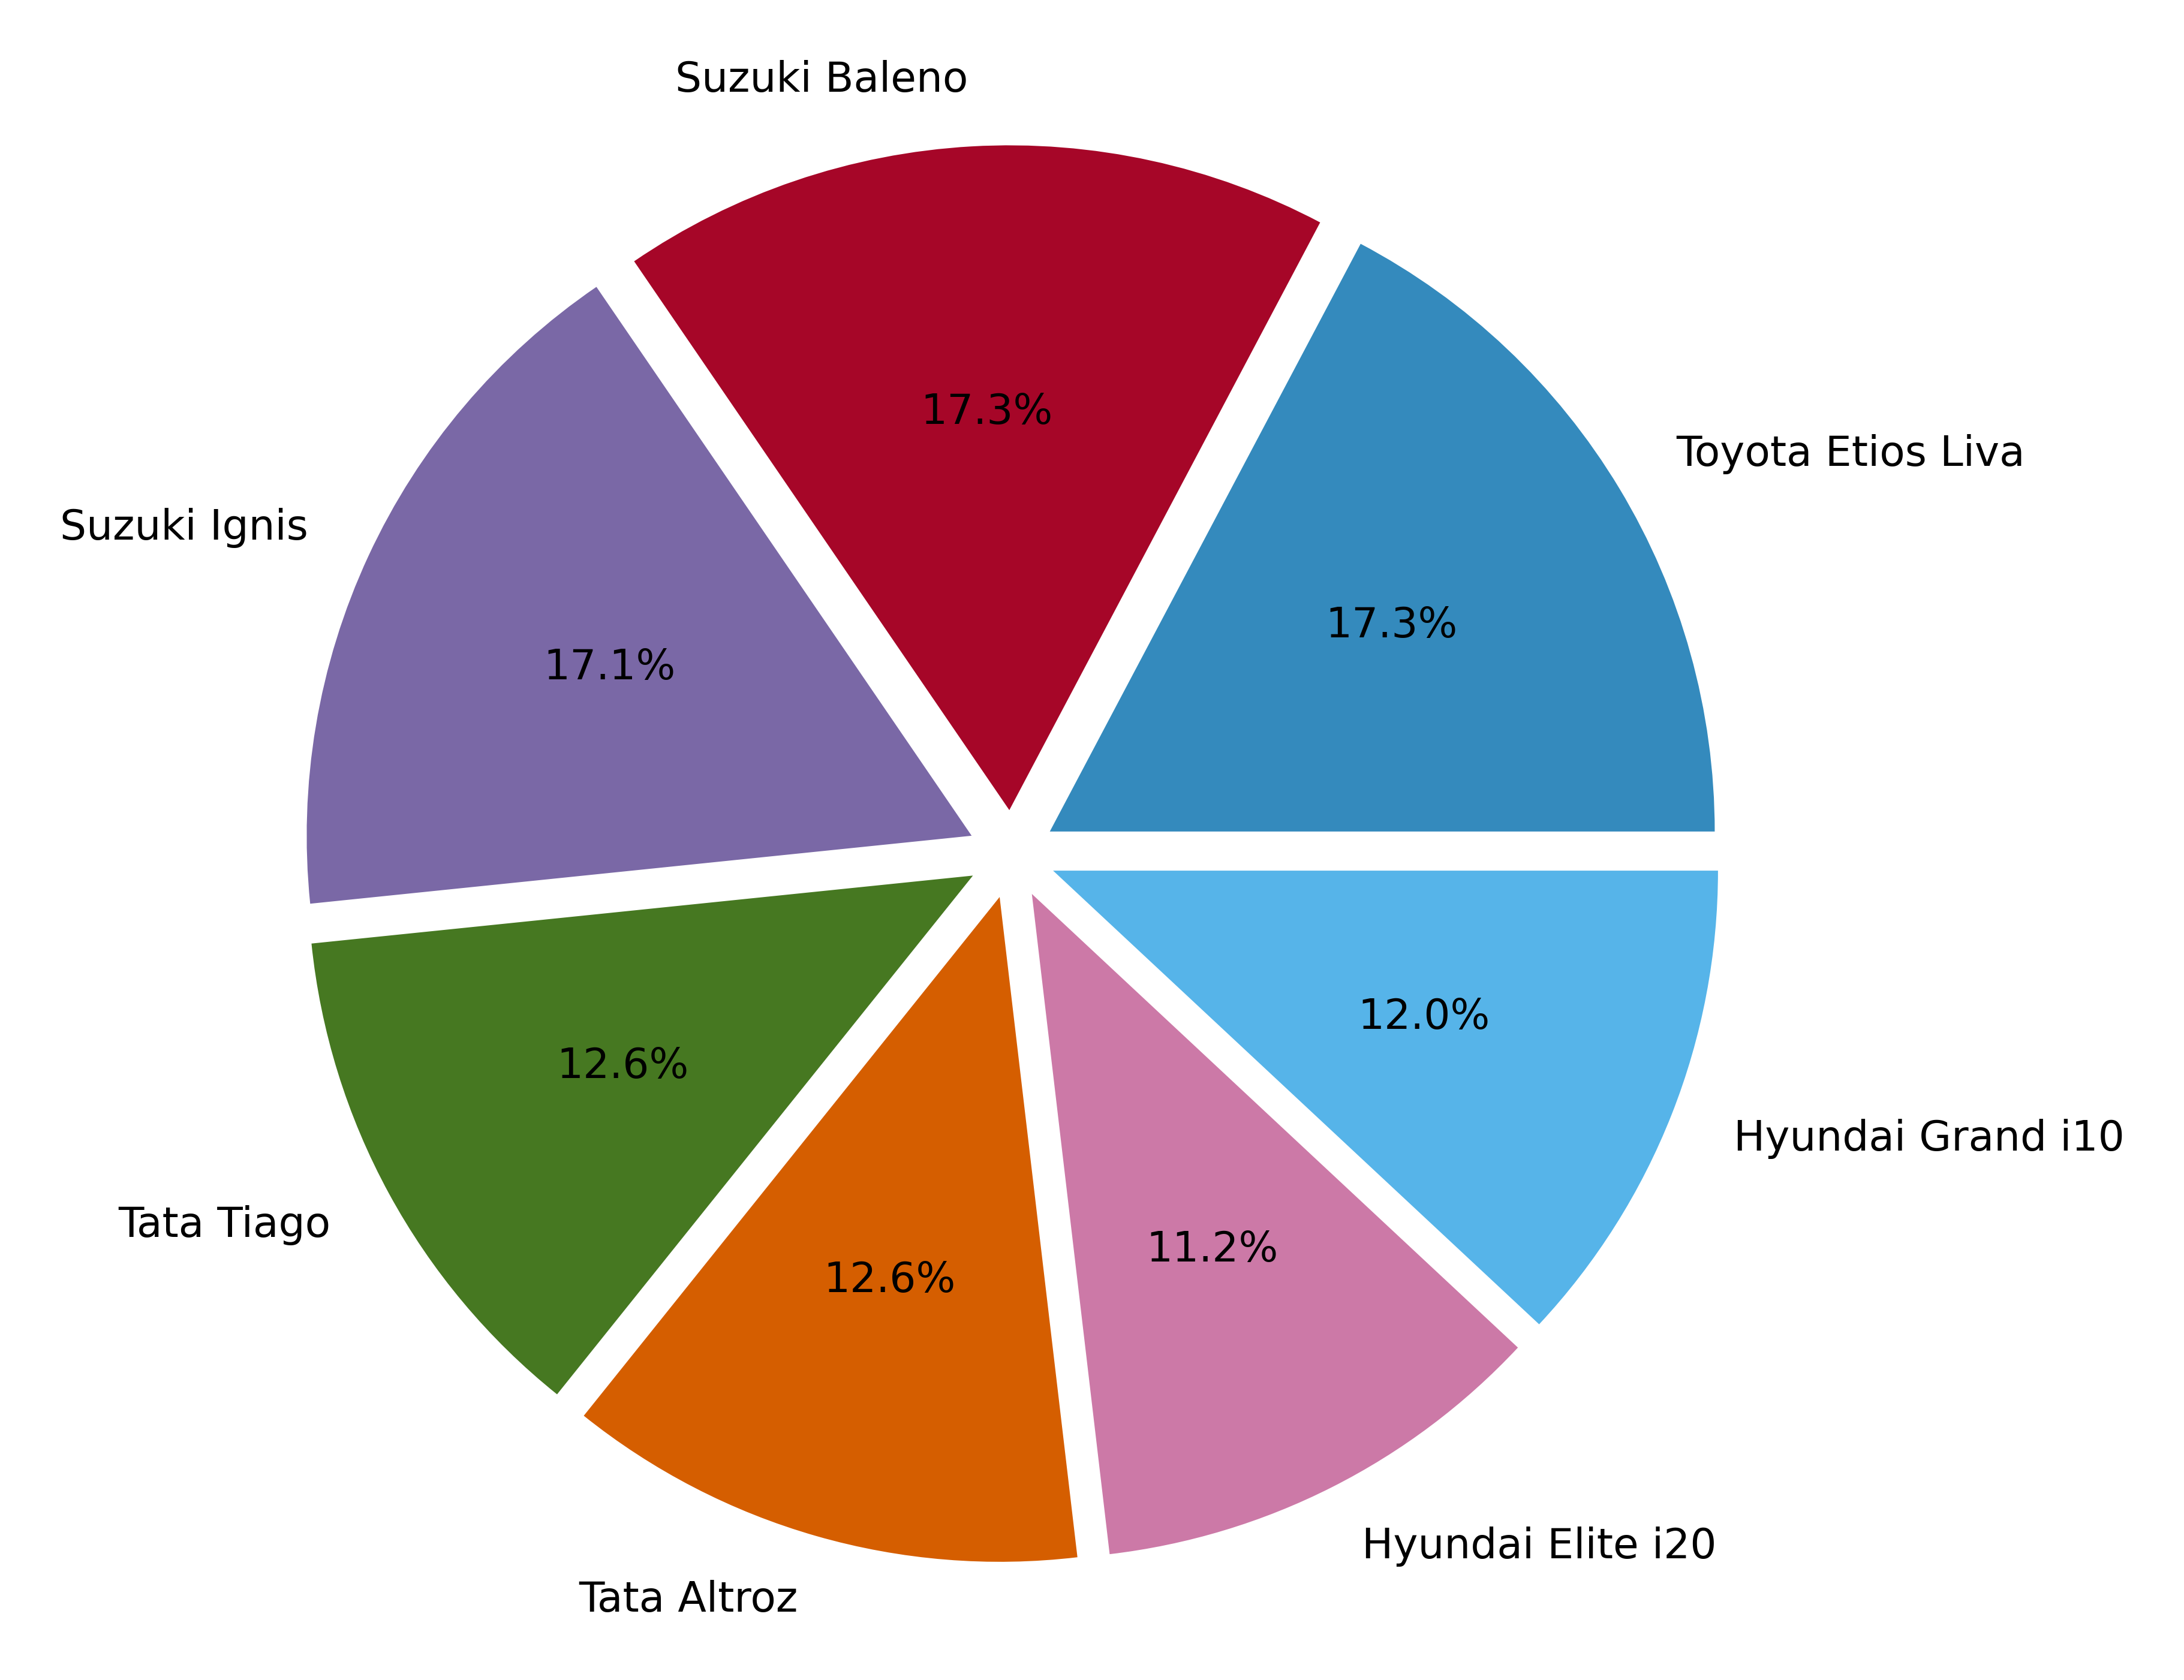 Suzuki Baleno
17.3%
Toyota Etios Liva
17.3%
Suzuki Ignis
17.1%
12.0%
12.6%
Hyundai Grand i10
Tata Tiago
11.2%
12.6%
Hyundai Elite i20
Tata Altroz